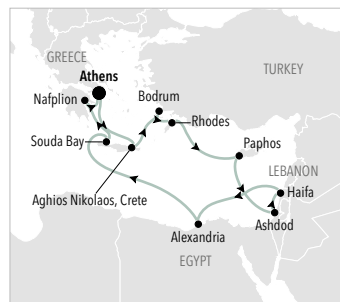 GREECE
Athens
TURKEY
Nafplion
Bodrum
Rhodes
Souda Bay
Paphos
LEBANON
Haifa
Aghios Nikolaos, Crete
Ashdod
Alexandria
EGYPT